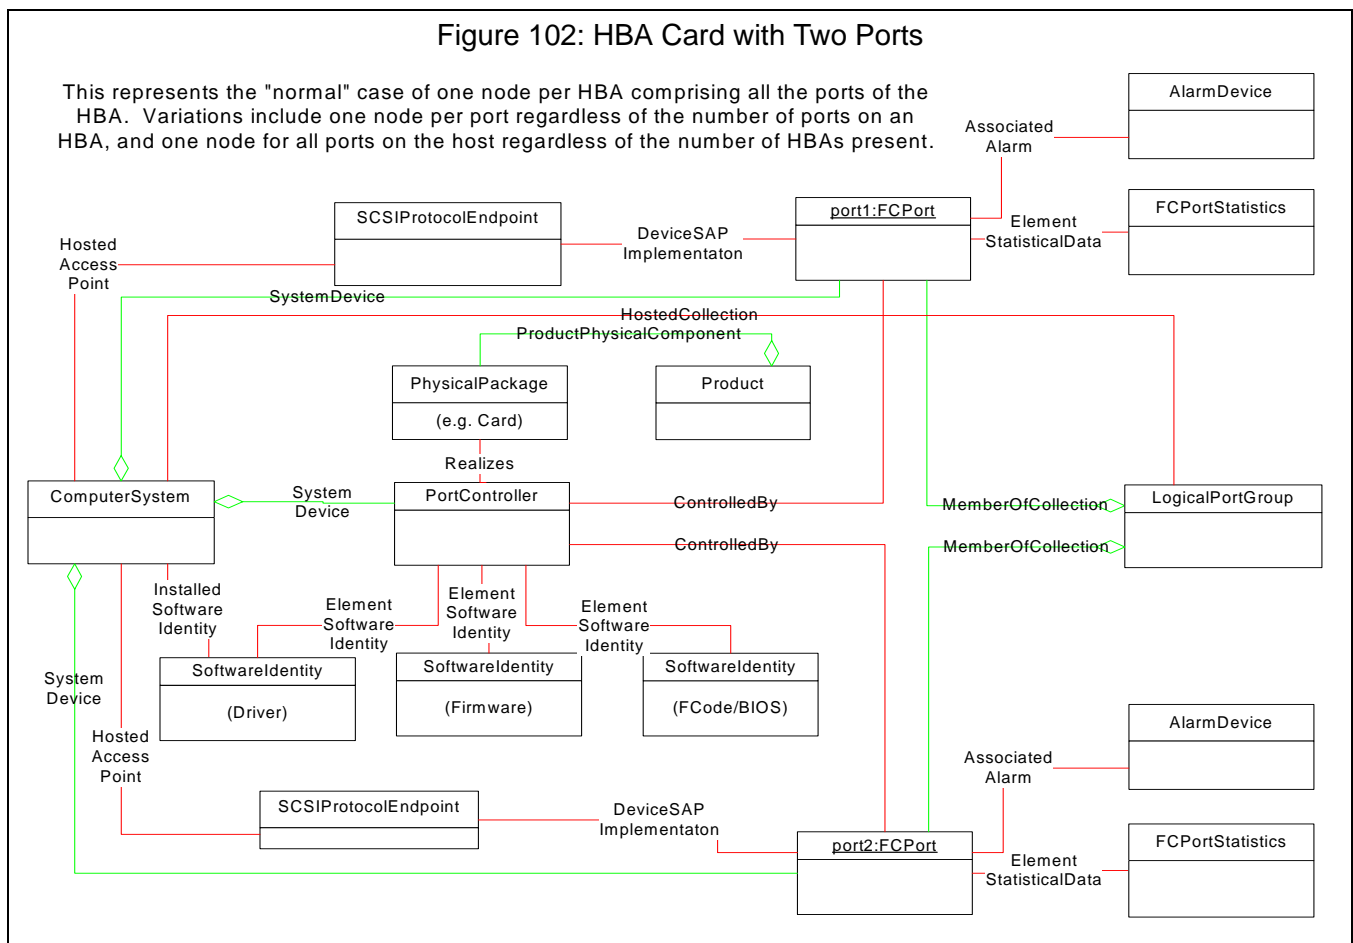 Figure 102: HBA Card with Two Ports
This represents the "normal" case of one node per HBA comprising all the ports of the
HBA. Variations include one node per port regardless of the number of ports on an
HBA, and one node for all ports on the host regardless of the number of HBAs present.
AlarmDevice
Associated
Alarm
SCSIProtocolEndpoint
port1:FCPort
FCPortStatistics
Hosted
Access
Point
DeviceSAP
Implementaton
Element
StatisticalData
SystemDevice
HostedCollection
ProductPhysicalComponent
PhysicalPackage
(e.g. Card)
Product
Realizes
ComputerSystem
System
Device
PortController
ControlledBy
MemberOfCollection
LogicalPortGroup
ControlledBy
MemberOfCollection
Installed
Software
Identity
Element
Software
Identity
Element
Software
Identity
Element
Software
Identity
SoftwareIdentity
(Driver)
SoftwareIdentity
(Firmware)
SoftwareIdentity
(FCode/BIOS)
System
Device
Hosted
Access
Point
AlarmDevice
Associated
Alarm
SCSIProtocolEndpoint
DeviceSAP
Implementaton
port2:FCPort
FCPortStatistics
Element
StatisticalData